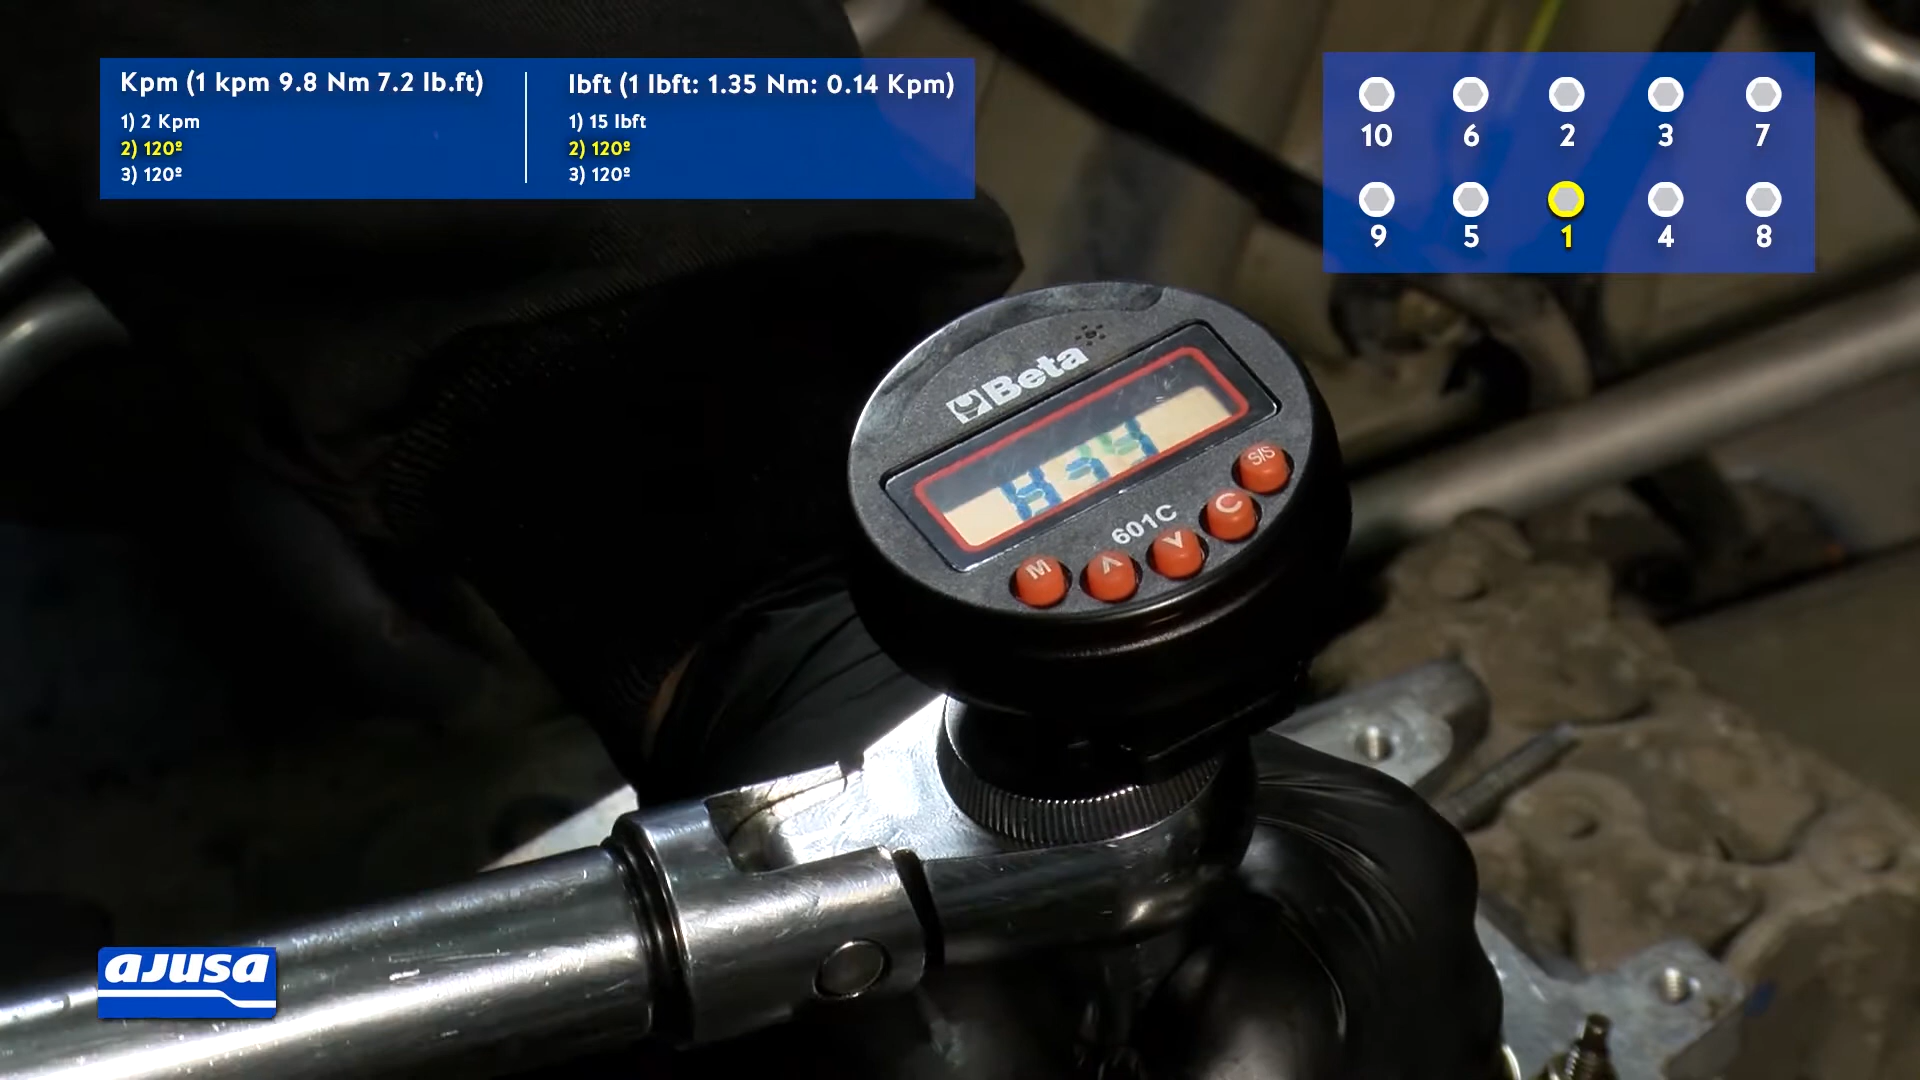 Kpm (1 kpm 9.8 Nm 7.2 lb.ft)
1) 2 Kpm
2) 120º
3) 120º
lbft (1 lbft: 1.35 Nm: 0.14 Kpm)
1) 15 lbft
2) 120º
3) 120º
10 6 2 3 7
9 5 1 4 8
Beta
601C
M Λ V C S/S
ajusa